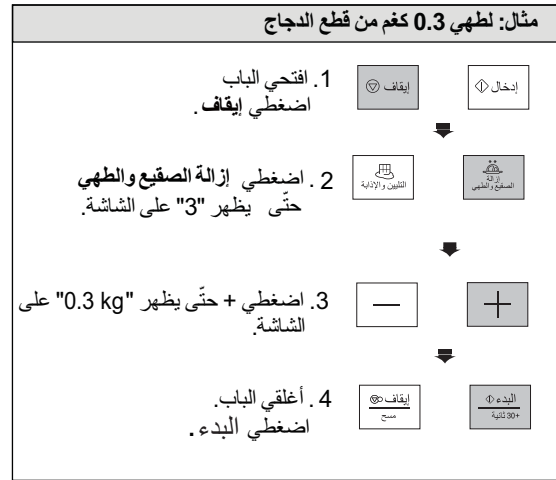 مثال: لطهي 0.3 كغم من قطع الدجاج
1. افتحي الباب
اضغطي إيقاف.
إيقاف
إدخال
2. اضغطي إزالة الصقيع والطهي
حتّى يظهر "3" على الشاشة.
التليين والإذابة
إزالة
الصقيع والطهي
3. اضغطي + حتّى يظهر "0.3 kg" على
الشاشة.
−
+
4. أغلقي الباب.
اضغطي البدء.
إيقاف
مسح
البدء
+30 ثانية